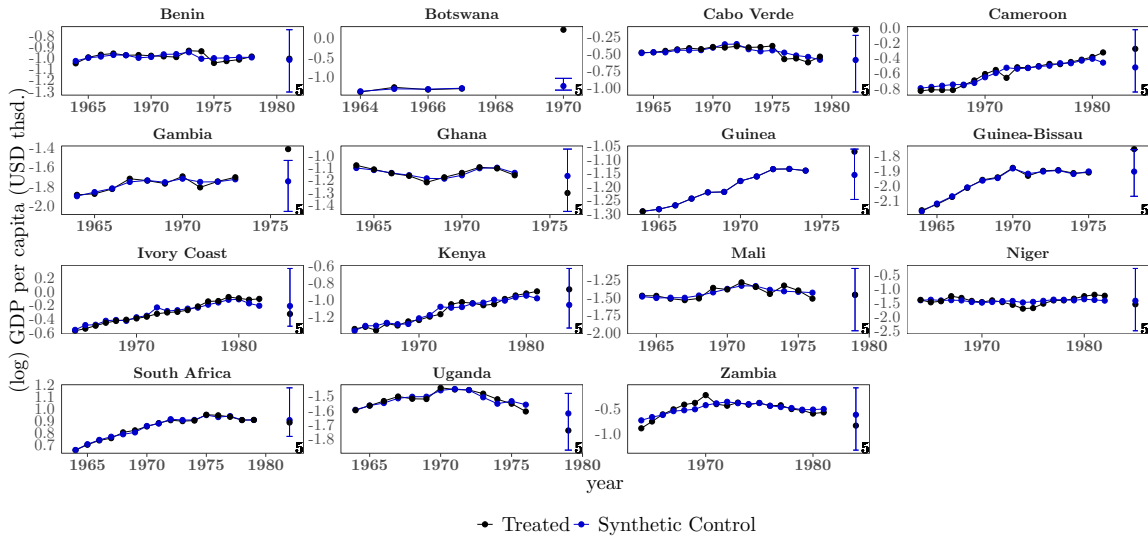 Benin Botswana Cabo Verde Cameroon
-0.8 -0.9 -1.0 -1.1 -1.2 -1.3 0.0 -0.5 -1.0 -0.25 -0.50 -0.75 -1.00 0.0 -0.2 -0.4 -0.6 -0.8
5 5 5 5
1965 1970 1975 1980 1964 1966 1968 1970 1965 1970 1975 1980 1970 1980
Gambia Ghana Guinea Guinea-Bissau
-1.4 -1.6 -1.8 -2.0 -1.0 -1.1 -1.2 -1.3 -1.4 -1.05 -1.10 -1.15 -1.20 -1.25 -1.30 -1.8 -1.9 -2.0 -2.1
5 5 5 5
1965 1970 1975 1965 1970 1975 1965 1970 1975 1965 1970 1975
Ivory Coast Kenya Mali Niger
0.2 0.0 -0.2 -0.4 -0.6 -0.6 -0.8 -1.0 -1.2 -1.25 -1.50 -1.75 -2.00 -0.5 -1.0 -1.5 -2.0 -2.5
5 5 5 5
1970 1980 1970 1980 1965 1970 1975 1980 1970 1980
South Africa Uganda Zambia
1.2 1.1 1.0 0.9 0.8 0.7 -1.5 -1.6 -1.7 -1.8 -0.5 -1.0
5 5 5
1965 1970 1975 1980 1965 1970 1975 1980 1970 1980
(log) GDP per capita (USD thsd.)
year
Treated Synthetic Control